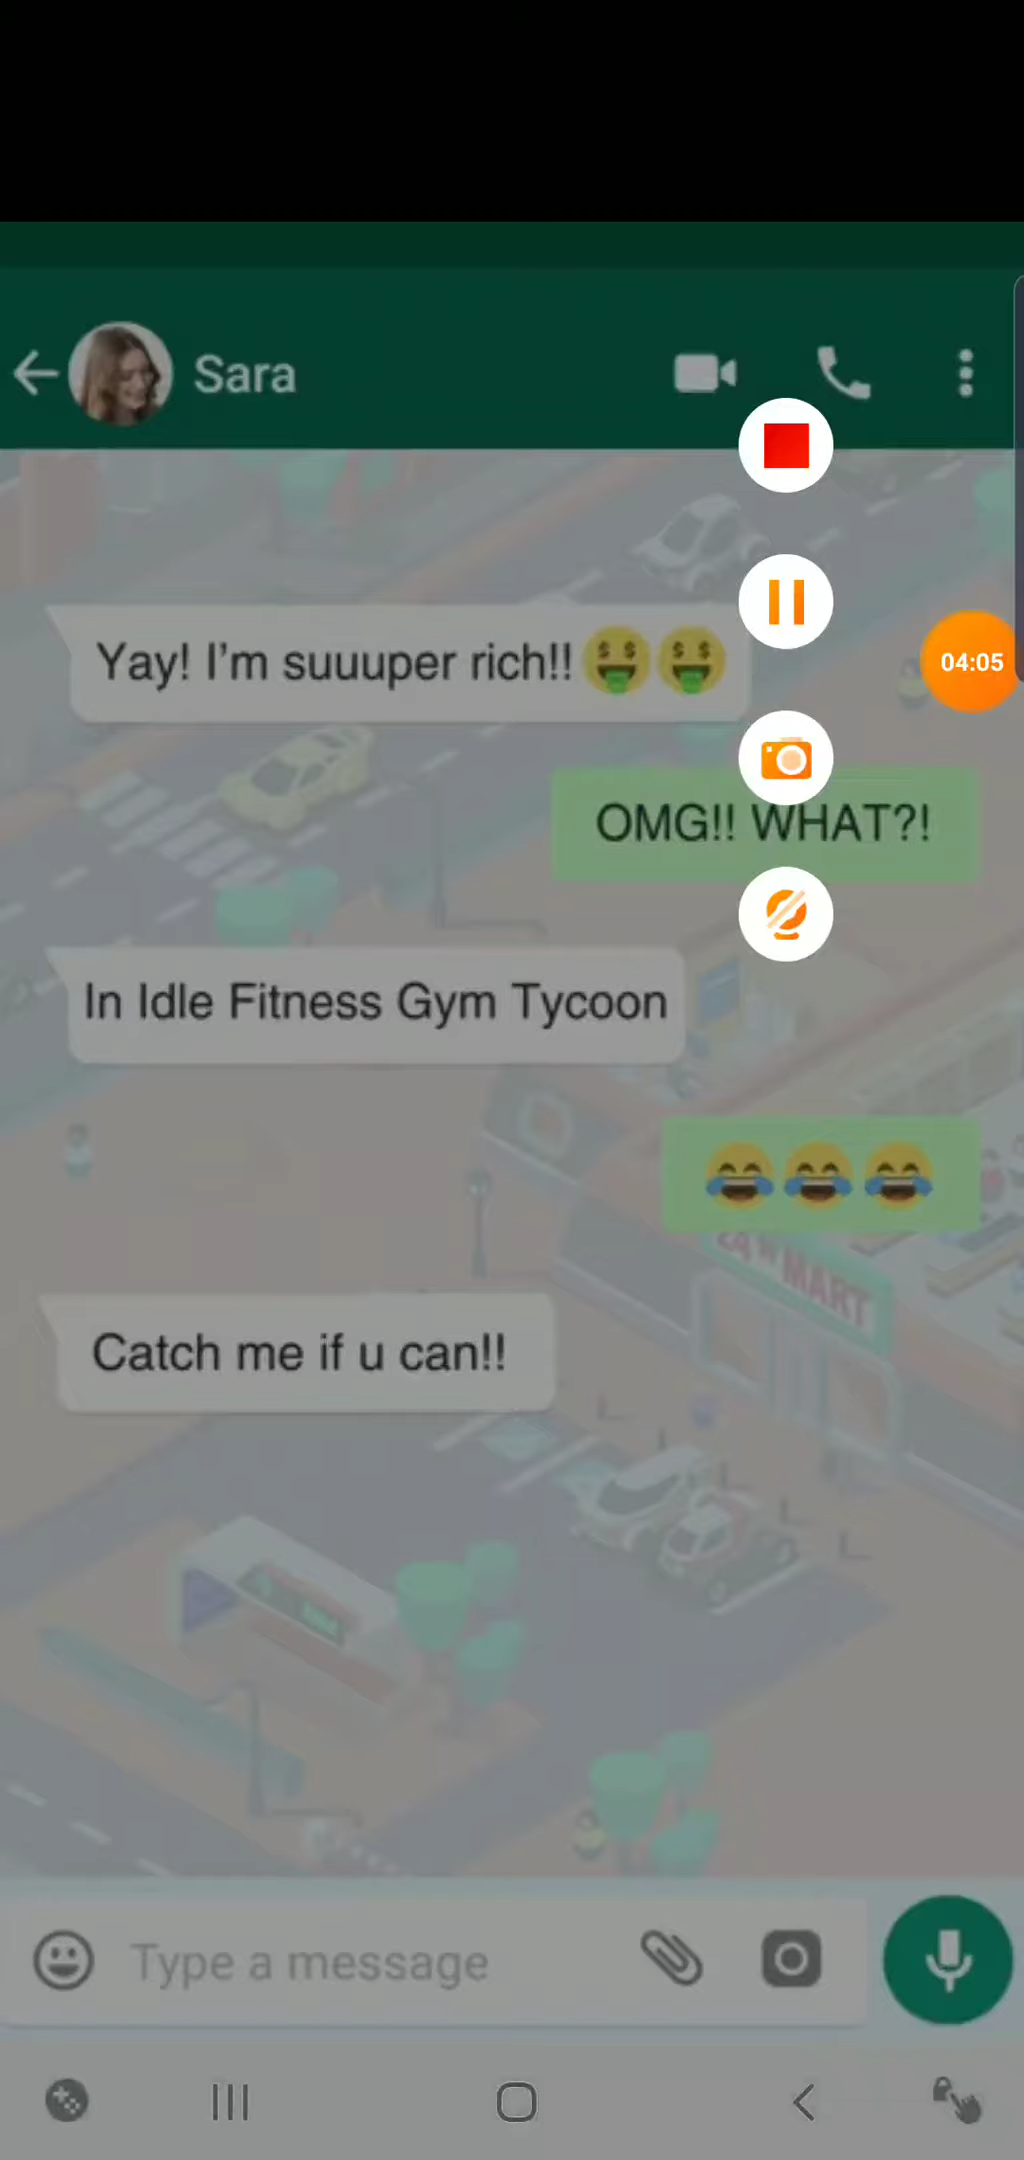 Sara
Yay! I'm suuuper rich!! 🤑🤑
04:05
OMG!! WHAT?!
In Idle Fitness Gym Tycoon
😂😂😂
24H MART
Catch me if u can!!
Type a message